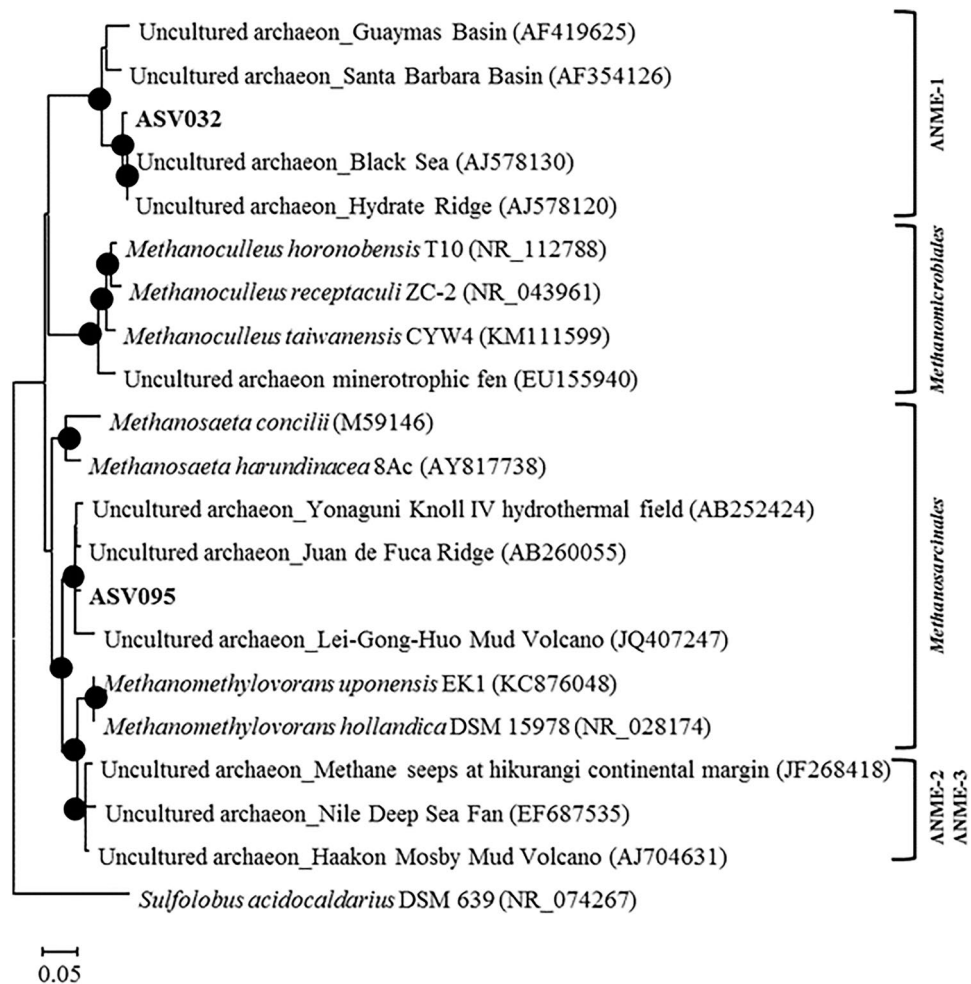 Uncultured archaeon_Guaymas Basin (AF419625)
Uncultured archaeon_Santa Barbara Basin (AF354126)
ASV032
Uncultured archaeon_Black Sea (AJ578130)
Uncultured archaeon_Hydrate Ridge (AJ578120)
ANME-1
Methanoculleus horonobensis T10 (NR_112788)
Methanoculleus receptaculi ZC-2 (NR_043961)
Methanoculleus taiwanensis CYW4 (KM111599)
Uncultured archaeon minerotrophic fen (EU155940)
Methanomicrobiales
Methanosaeta concilii (M59146)
Methanosaeta harundinacea 8Ac (AY817738)
Uncultured archaeon_Yonaguni Knoll IV hydrothermal field (AB252424)
Uncultured archaeon_Juan de Fuca Ridge (AB260055)
ASV095
Uncultured archaeon_Lei-Gong-Huo Mud Volcano (JQ407247)
Methanomethylovorans uponensis EK1 (KC876048)
Methanomethylovorans hollandica DSM 15978 (NR_028174)
Methanosarcinales
Uncultured archaeon_Methane seeps at hikurangi continental margin (JF268418)
Uncultured archaeon_Nile Deep Sea Fan (EF687535)
Uncultured archaeon_Haakon Mosby Mud Volcano (AJ704631)
ANME-2
ANME-3
Sulfolobus acidocaldarius DSM 639 (NR_074267)
0.05